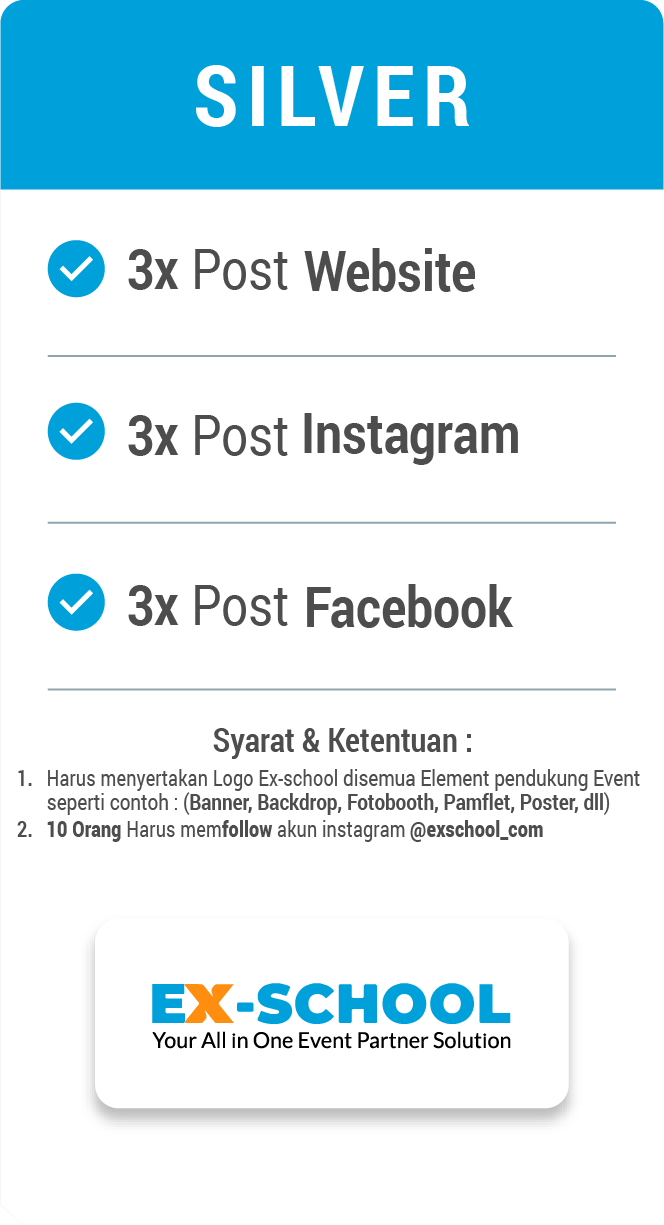 SILVER
3x Post Website
3x Post Instagram
3x Post Facebook
Syarat & Ketentuan :
1. Harus menyertakan Logo Ex-school disemua Element pendukung Event
seperti contoh : (Banner, Backdrop, Fotobooth, Pamflet, Poster, dll)
2. 10 Orang Harus memfollow akun instagram @exschool_com
EX-SCHOOL
Your All in One Event Partner Solution